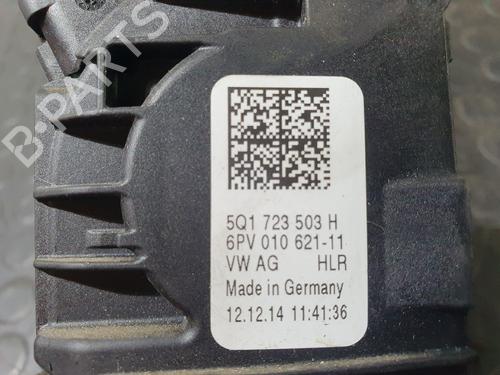 B-PARTS
5Q1 723 503 H
6PV 010 621-11
VW AG HLR
Made in Germany
12.12.14 11:41:36